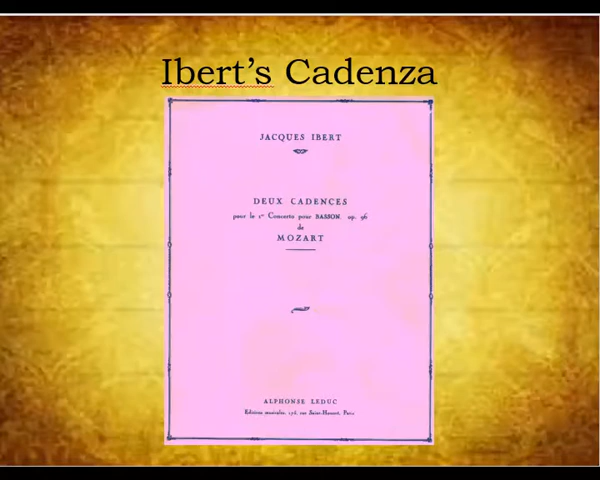 Ibert's Cadenza
JACQUES IBERT
DEUX CADENCES
pour le 1er Concerto pour BASSON, op. 96
de
MOZART
ALPHONSE LEDUC
Editions musicales, 175, rue Saint-Honoré, Paris